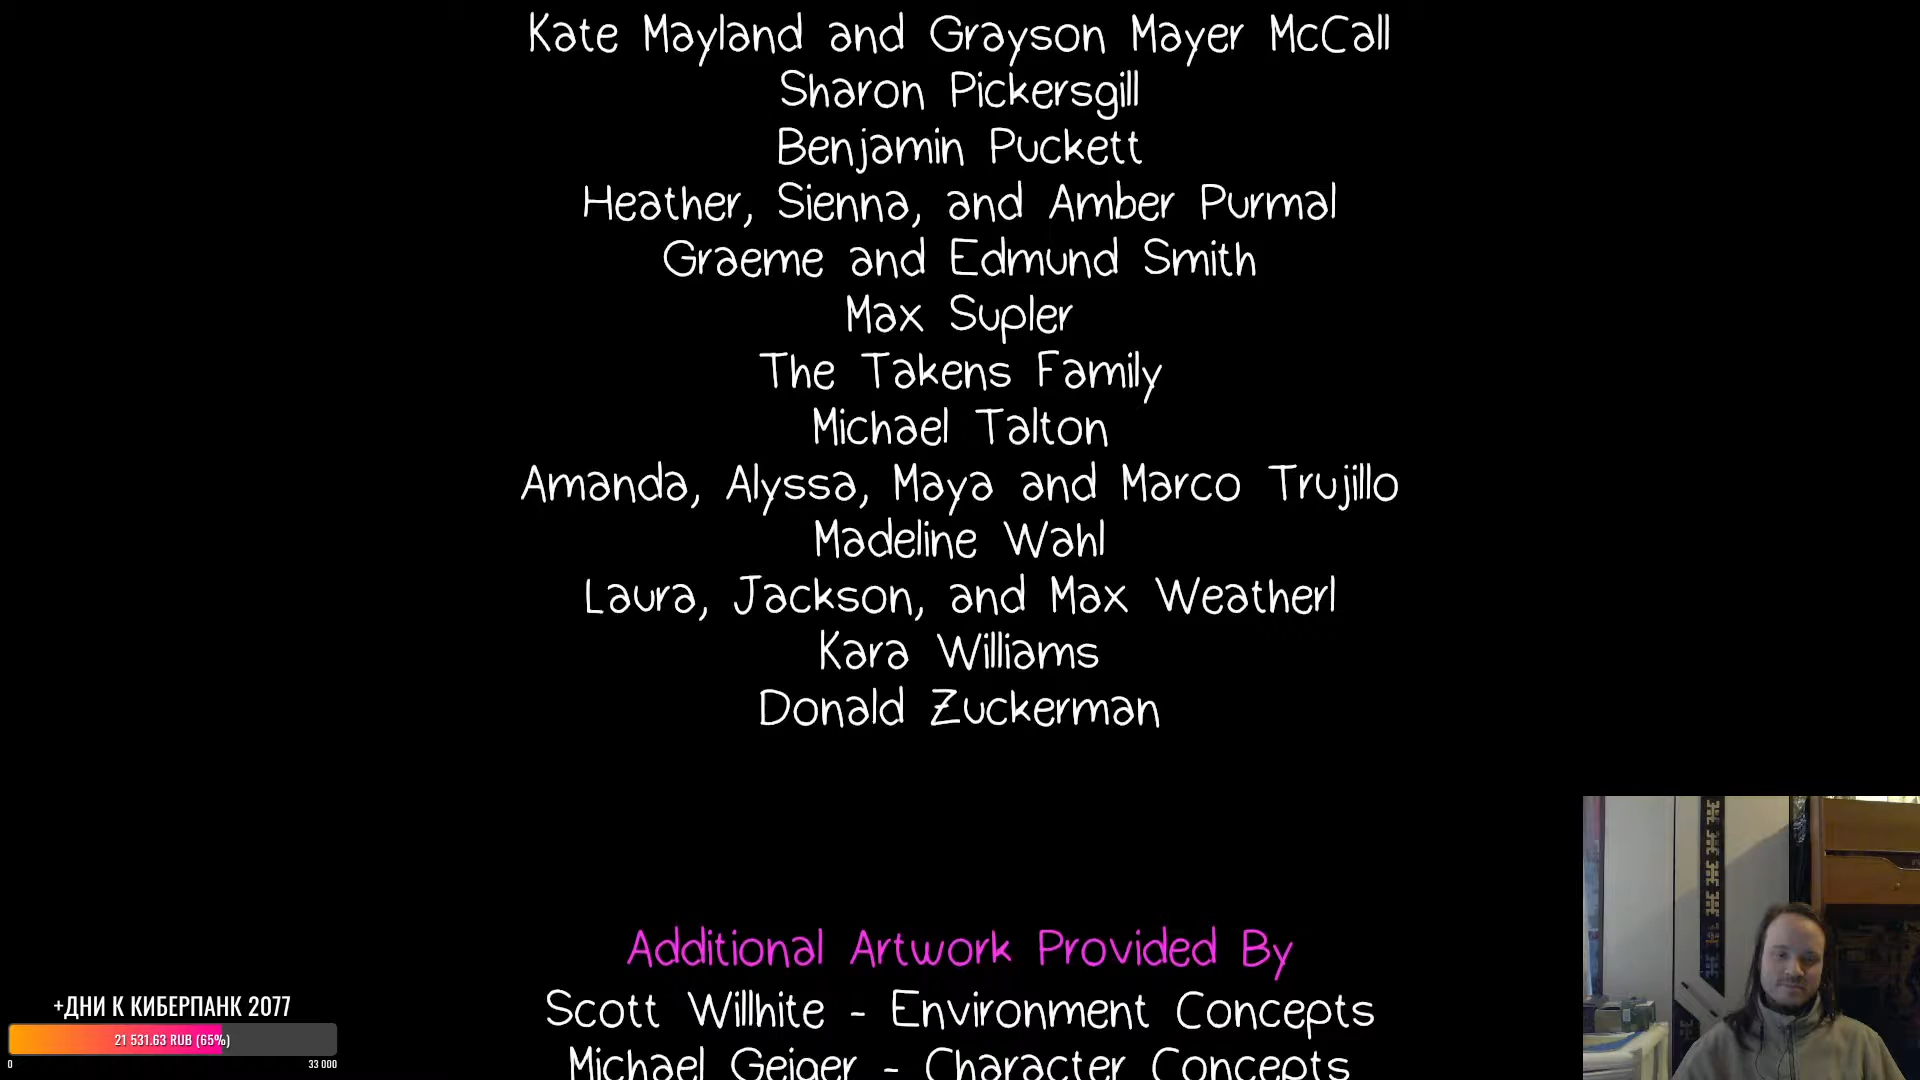 Kate Mayland and Grayson Mayer McCall
Sharon Pickersgill
Benjamin Puckett
Heather, Sienna, and Amber Purmal
Graeme and Edmund Smith
Max Supler
The Takens Family
Michael Talton
Amanda, Alyssa, Maya and Marco Trujillo
Madeline Wahl
Laura, Jackson, and Max Weatherl
Kara Williams
Donald Zuckerman
Additional Artwork Provided By
Scott Willhite - Environment Concepts
Michael Geiger - Character Concepts
+ДНИ К КИБЕРПАНК 2077
21 531.63 RUB (65%)
0
33 000